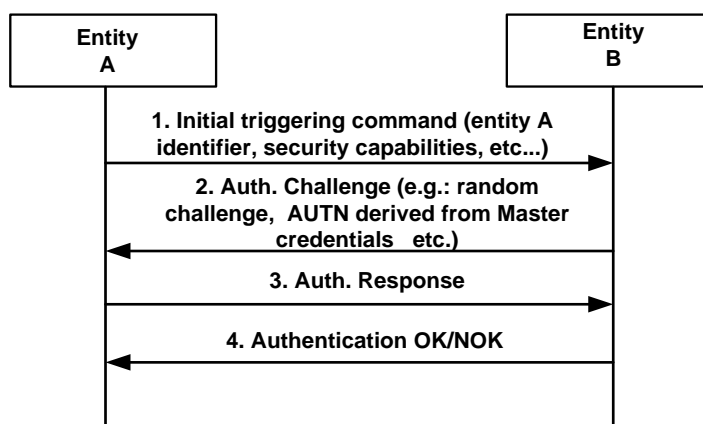 Entity
A
Entity
B
1. Initial triggering command (entity A
identifier, security capabilities, etc...)
2. Auth. Challenge (e.g.: random
challenge, AUTN derived from Master
credentials etc.)
3. Auth. Response
4. Authentication OK/NOK